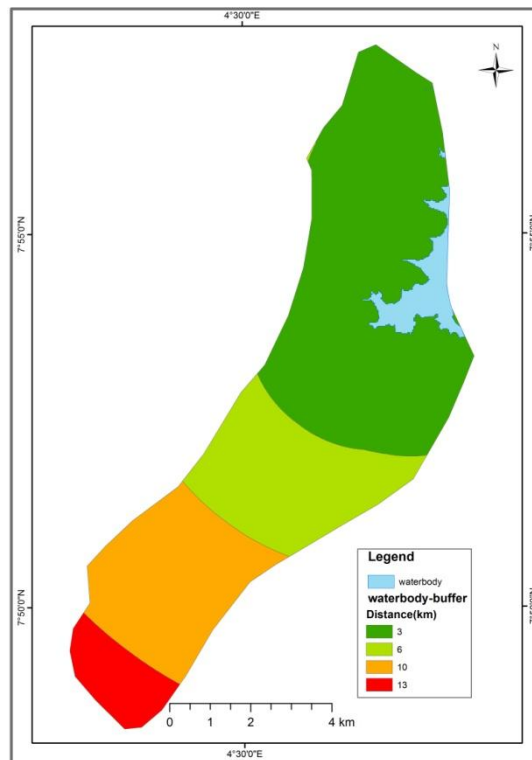 4°30'0"E
N
7°55'0"N
7°50'0"N
Legend
waterbody
waterbody-buffer
Distance(km)
3
6
10
13
0 1 2 4 km
4°30'0"E